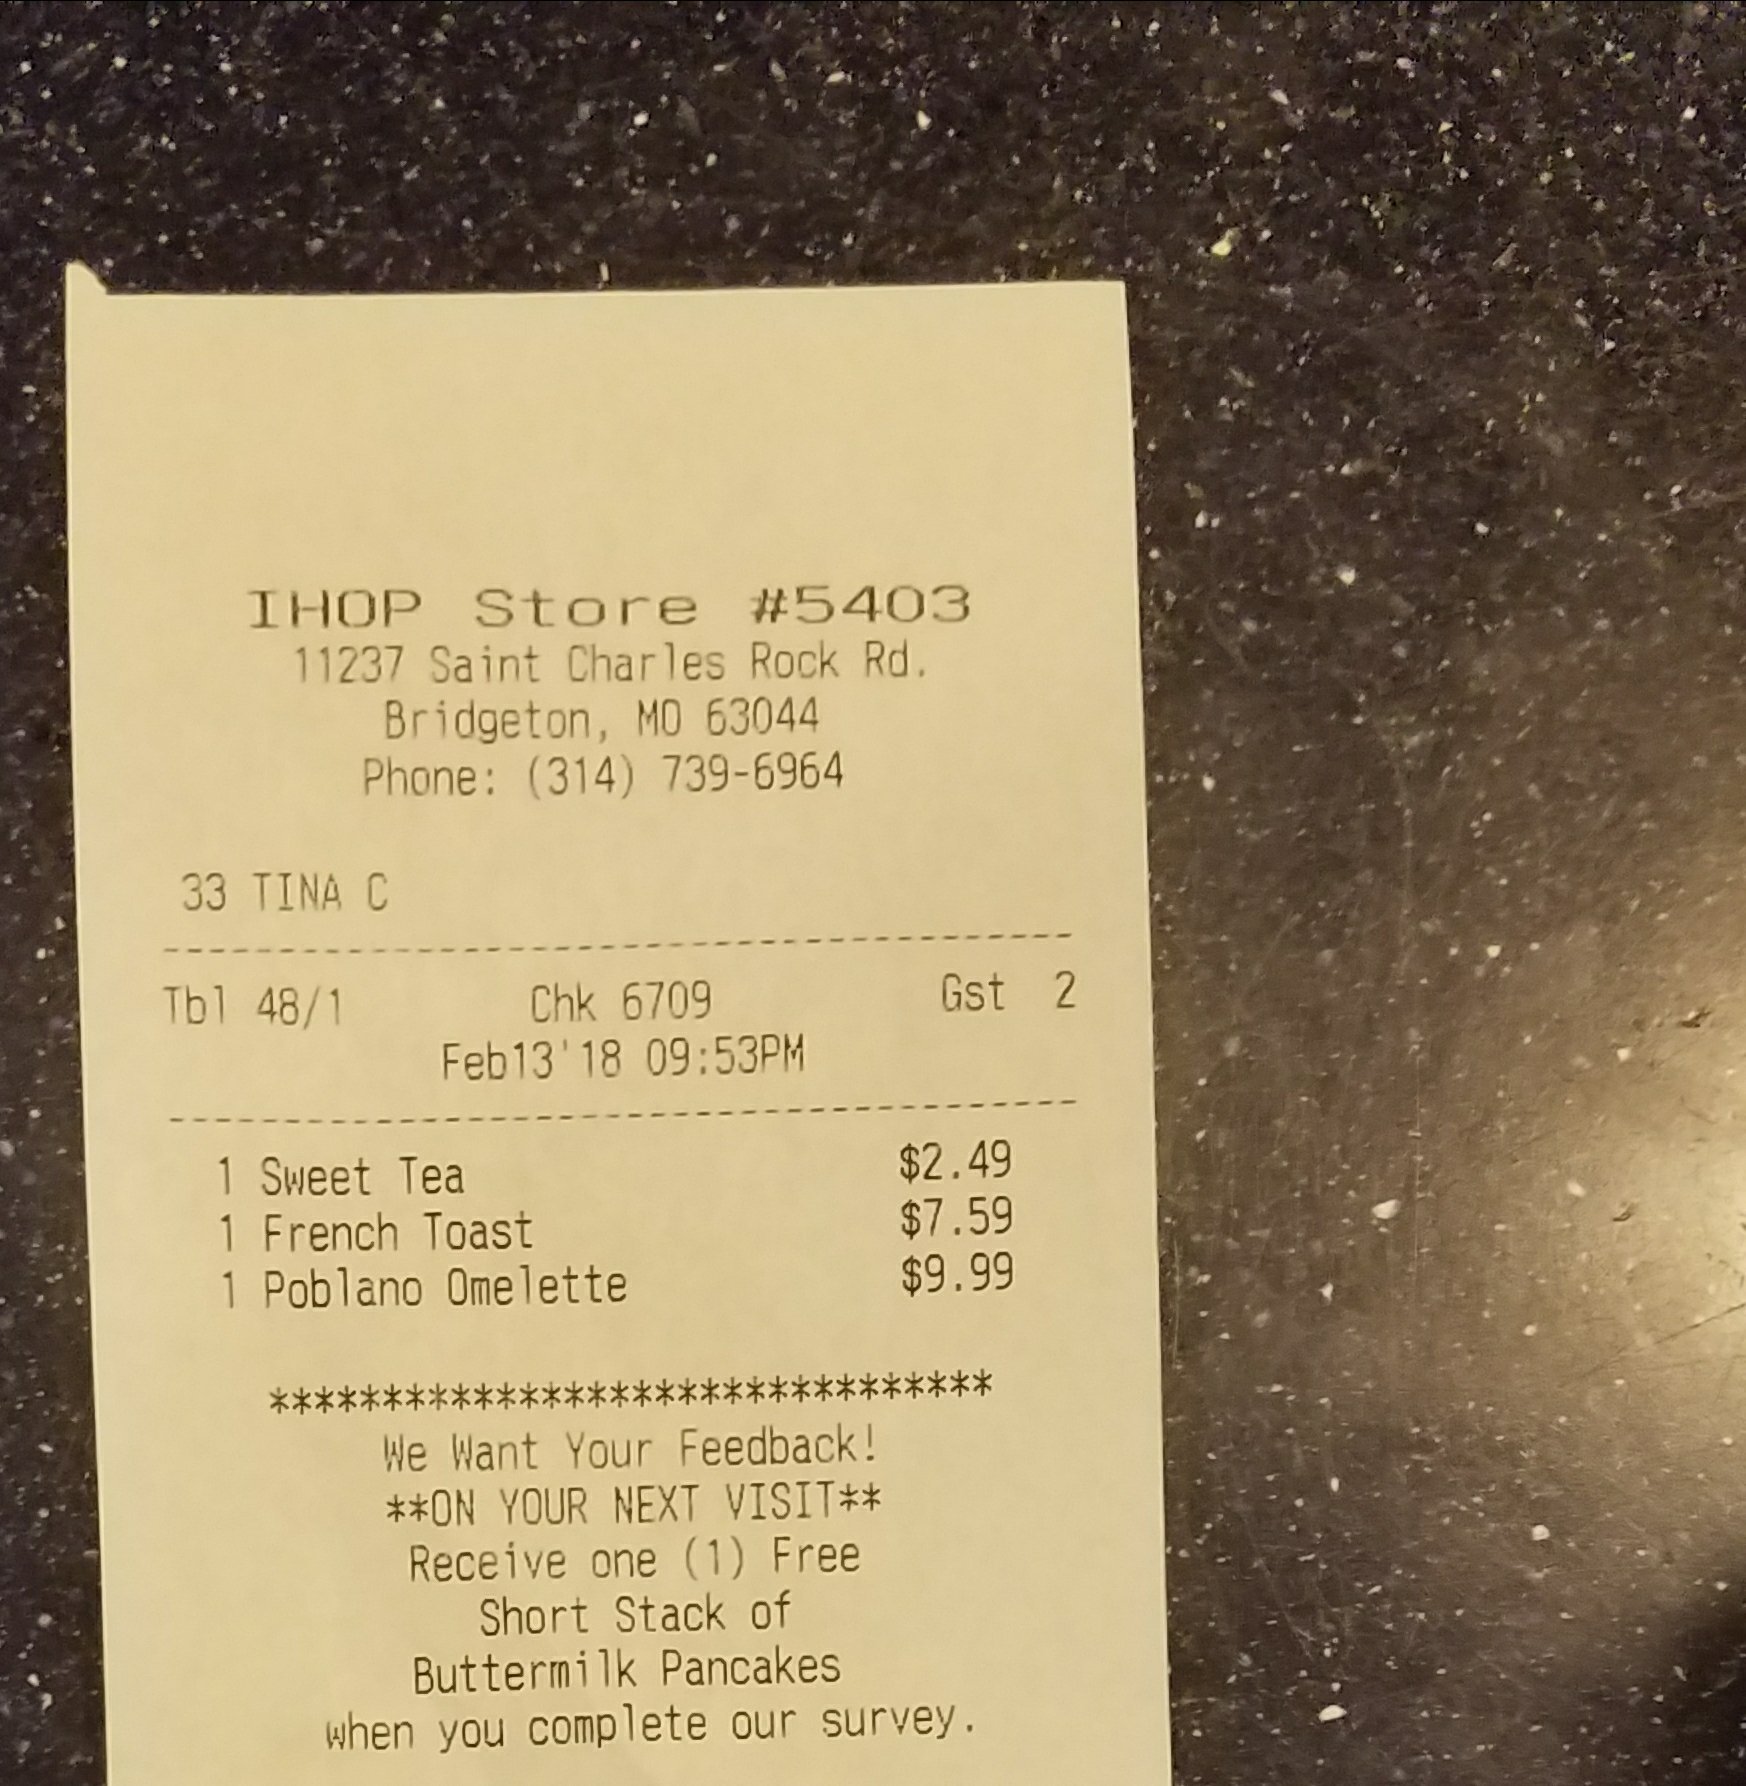 IHOP Store #5403
11237 Saint Charles Rock Rd.
Bridgeton, MO 63044
Phone: (314) 739-6964
33 TINA C
--------------------------------------
Tbl 48/1 Chk 6709 Gst 2
Feb13'18 09:53PM
--------------------------------------
1 Sweet Tea $2.49
1 French Toast $7.59
1 Poblano Omelette $9.99
********************************
We Want Your Feedback!
**ON YOUR NEXT VISIT**
Receive one (1) Free
Short Stack of
Buttermilk Pancakes
when you complete our survey.